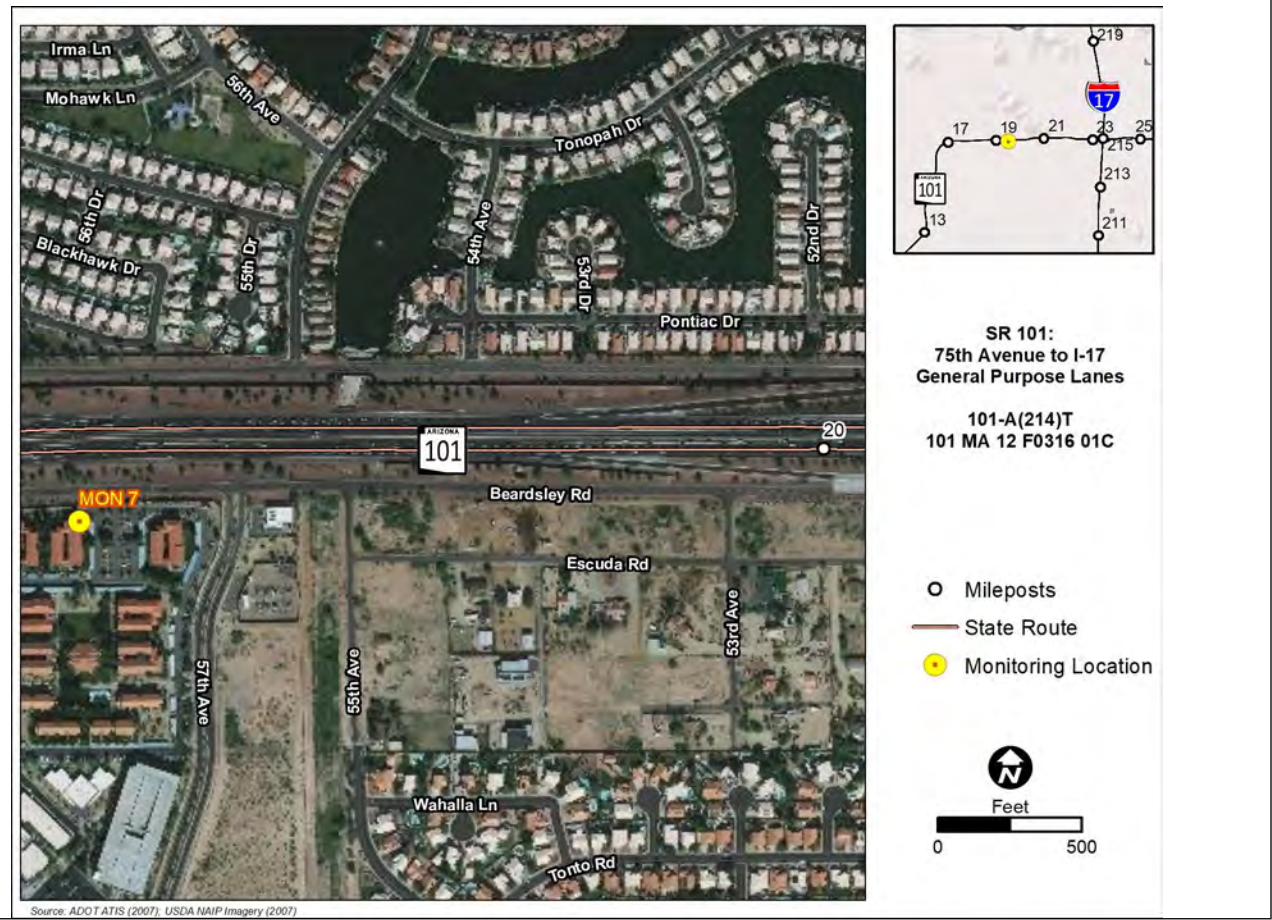 Irma Ln
Mohawk Ln
56th Ave
Tonopah Dr
56th Dr
Blackhawk Dr
55th Dr
54th Ave
53rd Dr
52nd Dr
Pontiac Dr
ARIZONA
101
20
MON 7
Beardsley Rd
Escuda Rd
57th Ave
55th Ave
53rd Ave
Wahalla Ln
Tonto Rd
Source: ADOT ATIS (2007); USDA NAIP Imagery (2007)
219
17
17
19
21
23
25
215
ARIZONA
101
213
13
211
SR 101:
75th Avenue to I-17
General Purpose Lanes
101-A(214)T
101 MA 12 F0316 01C
Mileposts
State Route
Monitoring Location
N
Feet
0 500